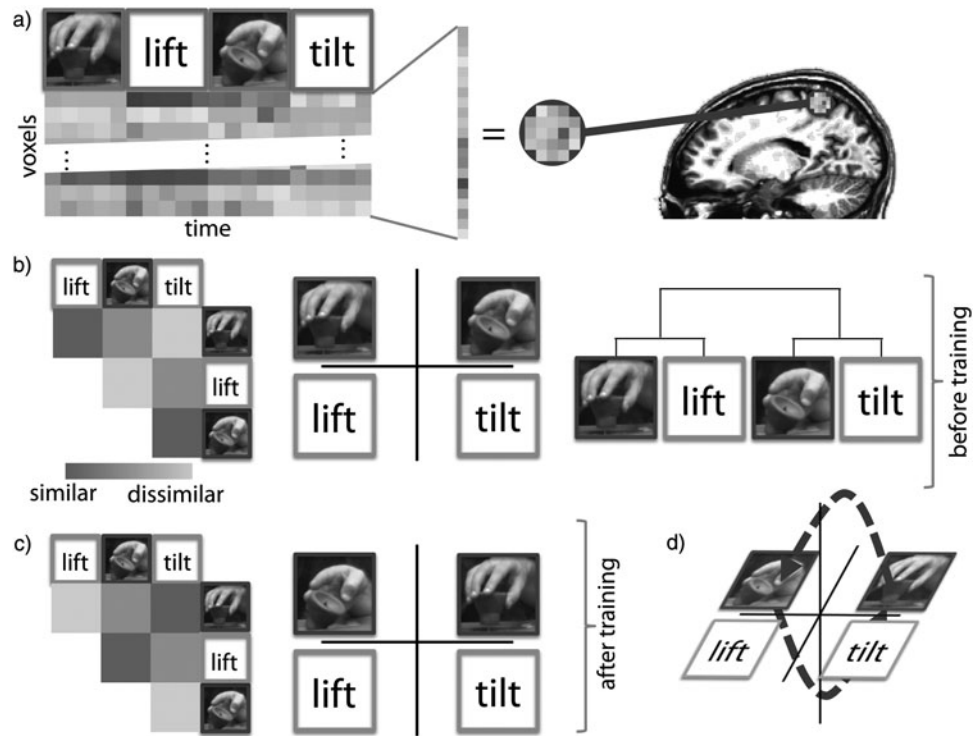 a)
lift
tilt
voxels
=
time
b)
lift
tilt
lift
similar
dissimilar
lift
tilt
lift
tilt
before training
c)
lift
tilt
lift
lift
tilt
after training
d)
lift
tilt